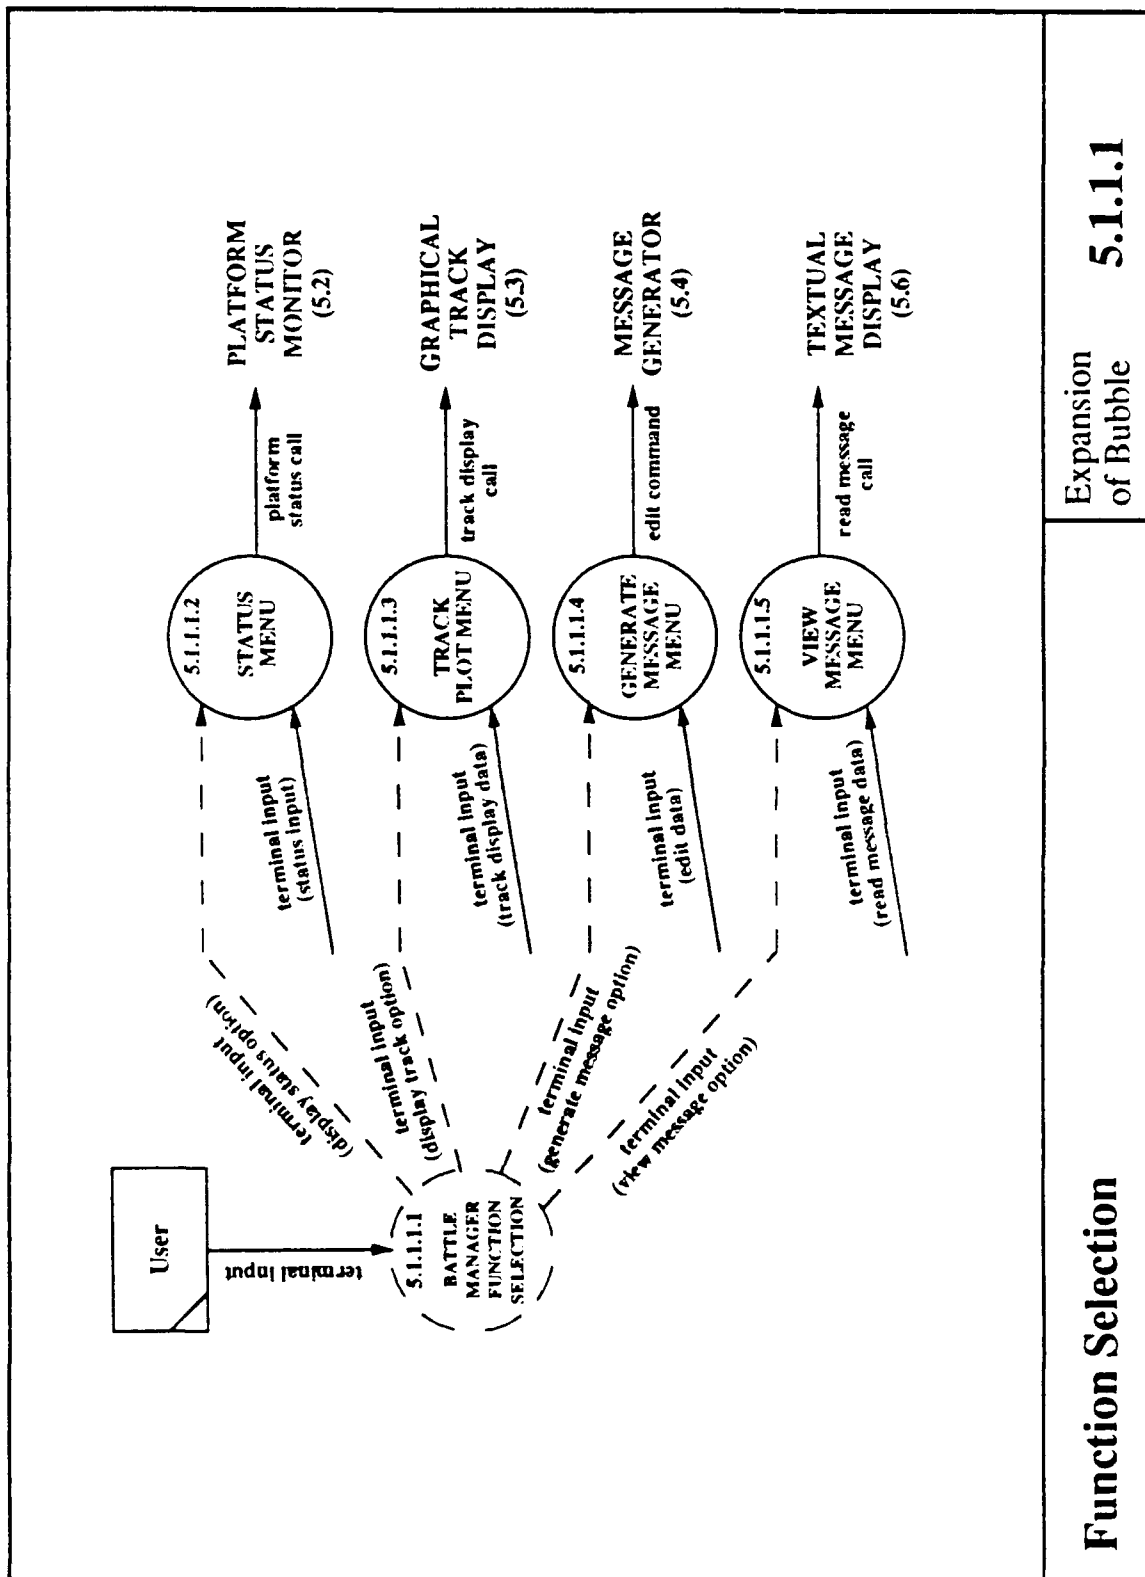 User
terminal input
5.1.1.1.1
BATTLE
MANAGER
FUNCTION
SELECTION
terminal input
(display status option)
terminal input
(display track option)
terminal input
(generate message option)
terminal input
(view message option)
terminal input
(status input)
terminal input
(track display data)
terminal input
(edit data)
terminal input
(read message data)
5.1.1.1.2
STATUS
MENU
5.1.1.1.3
TRACK
PLOT MENU
5.1.1.1.4
GENERATE
MESSAGE
MENU
5.1.1.1.5
VIEW
MESSAGE
MENU
platform
status call
track display
call
edit command
read message
call
PLATFORM
STATUS
MONITOR
(5.2)
GRAPHICAL
TRACK
DISPLAY
(5.3)
MESSAGE
GENERATOR
(5.4)
TEXTUAL
MESSAGE
DISPLAY
(5.6)
Function Selection
Expansion
of Bubble
5.1.1.1